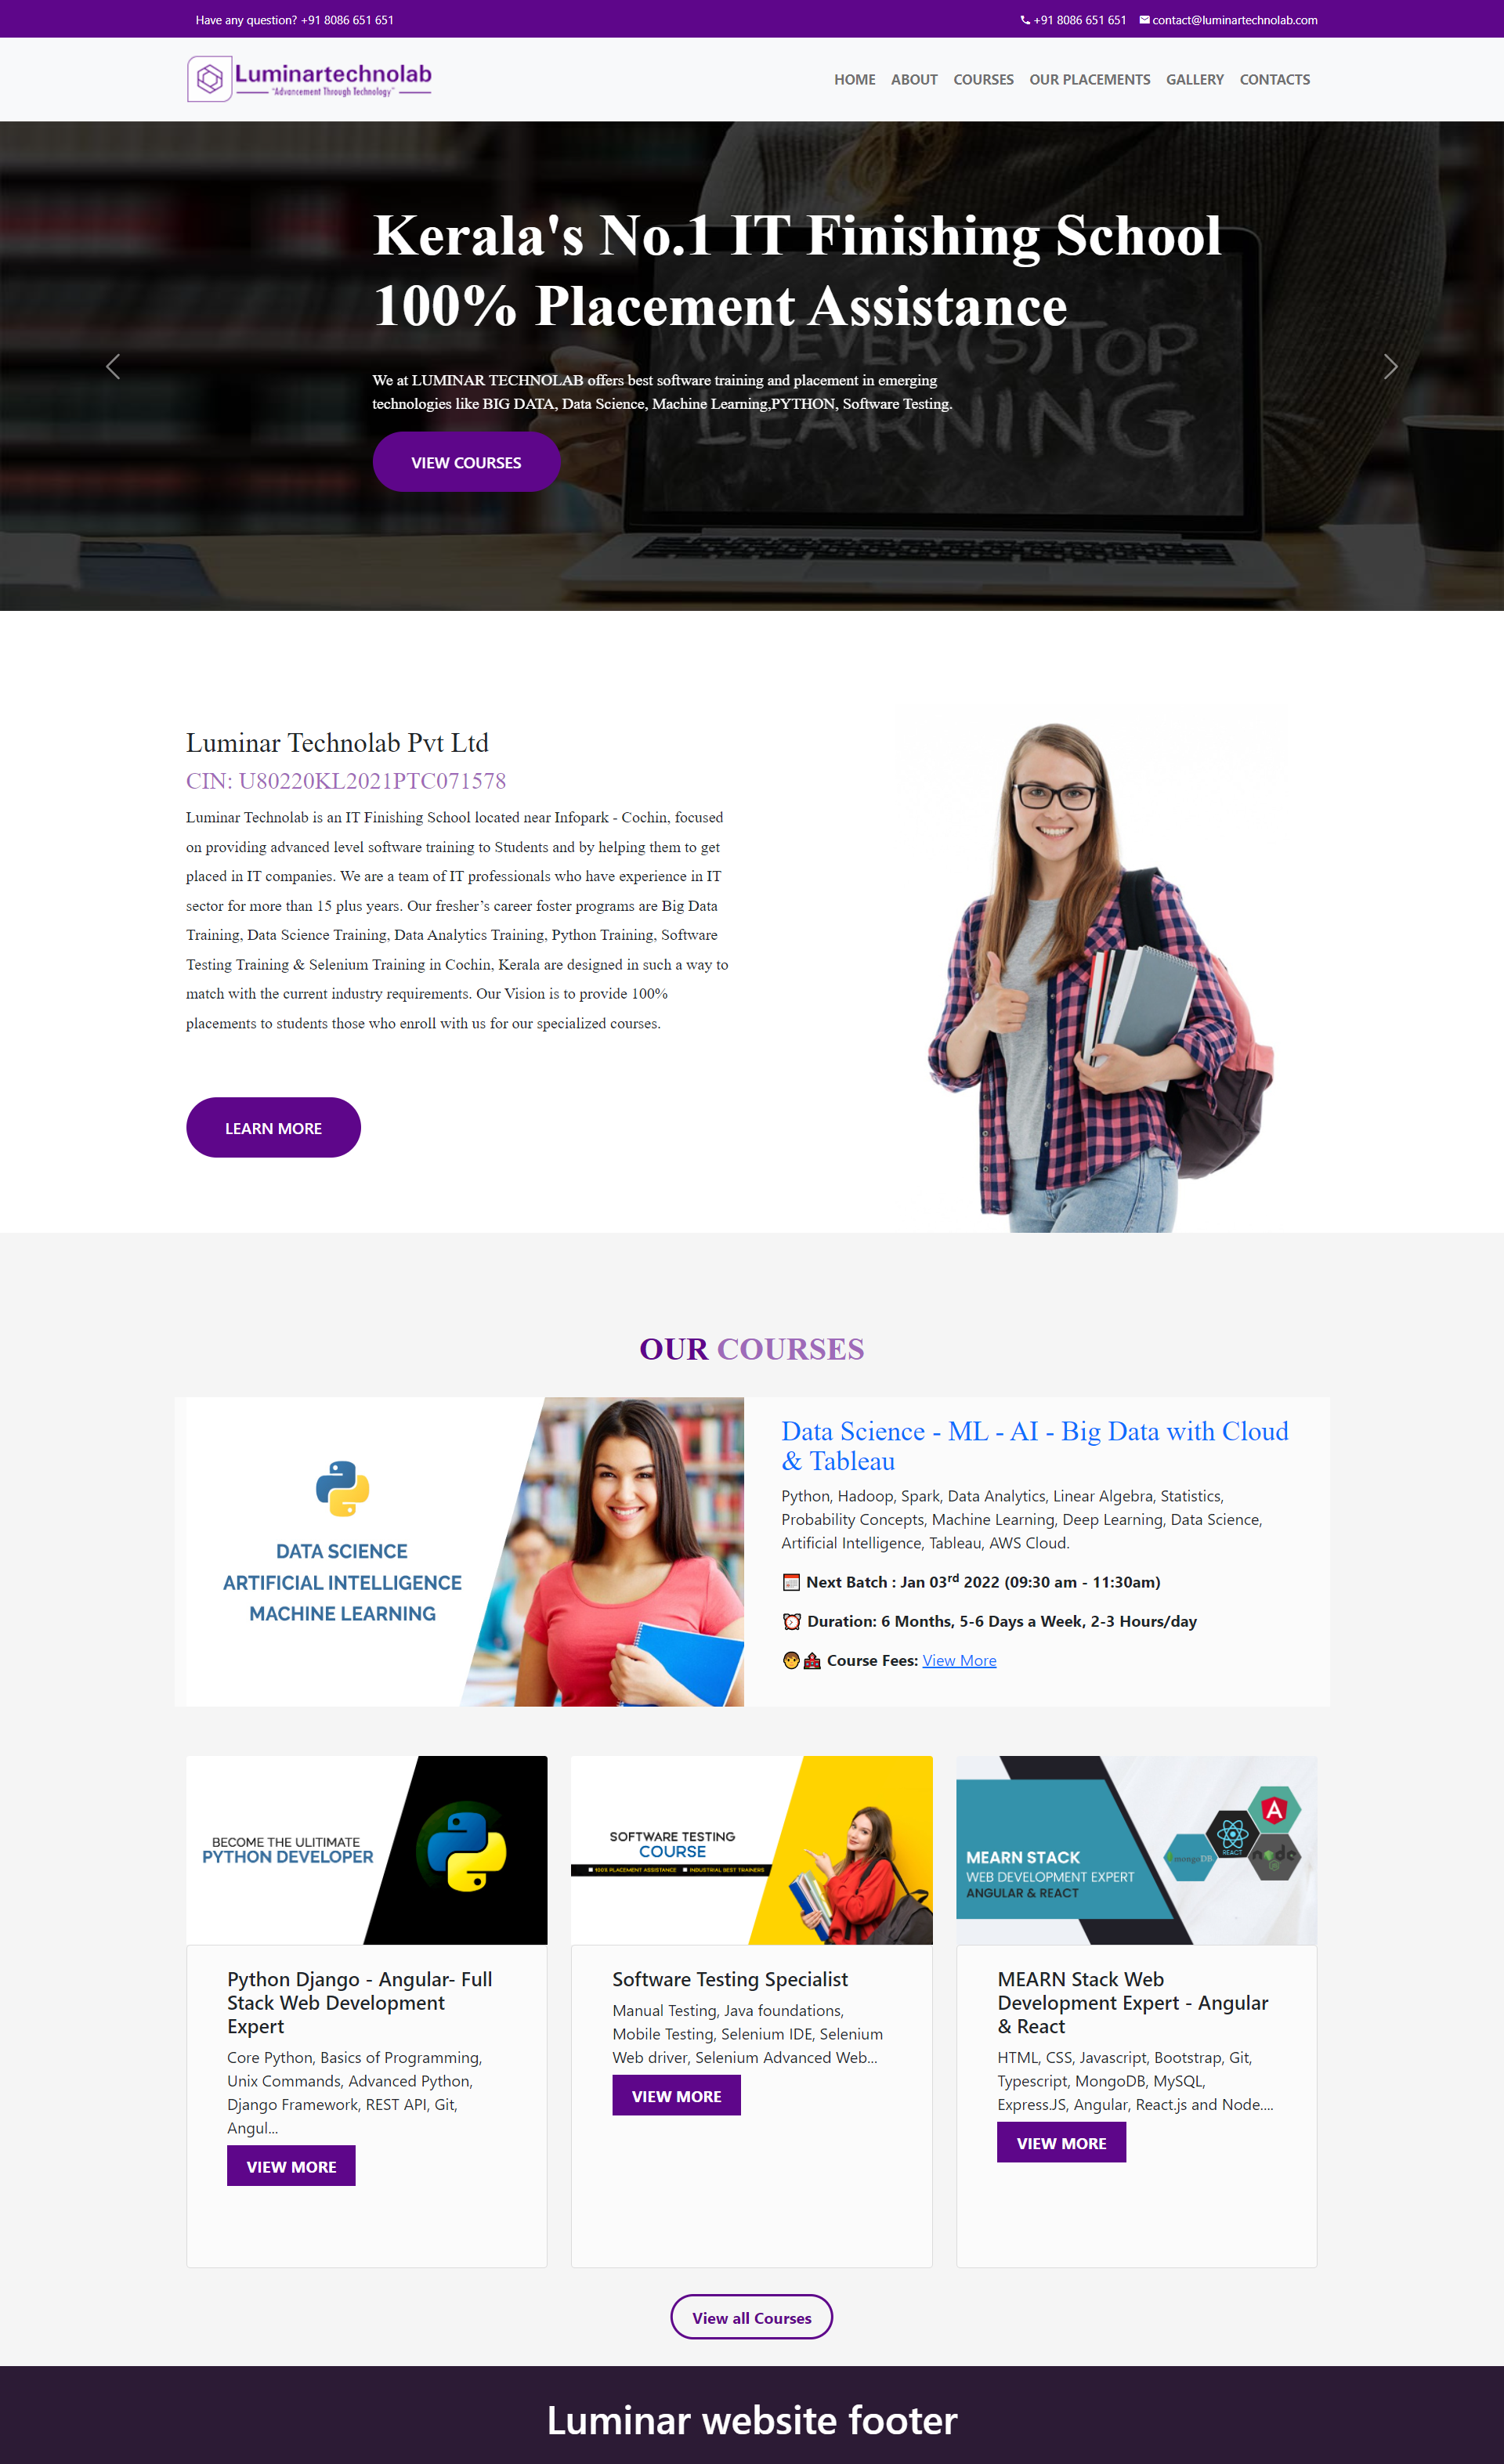 Have any question? +91 8086 651 651
+91 8086 651 651 contact@luminartechnolab.com
Luminartechnolab
"Advancement Through Technology"
HOME ABOUT COURSES OUR PLACEMENTS GALLERY CONTACTS
Kerala's No.1 IT Finishing School
100% Placement Assistance
(N)EVER (S)TOP
LEARNING
We at LUMINAR TECHNOLAB offers best software training and placement in emerging
technologies like BIG DATA, Data Science, Machine Learning,PYTHON, Software Testing.
VIEW COURSES
Luminar Technolab Pvt Ltd
CIN: U80220KL2021PTC071578
Luminar Technolab is an IT Finishing School located near Infopark - Cochin, focused
on providing advanced level software training to Students and by helping them to get
placed in IT companies. We are a team of IT professionals who have experience in IT
sector for more than 15 plus years. Our fresher’s career foster programs are Big Data
Training, Data Science Training, Data Analytics Training, Python Training, Software
Testing Training & Selenium Training in Cochin, Kerala are designed in such a way to
match with the current industry requirements. Our Vision is to provide 100%
placements to students those who enroll with us for our specialized courses.
LEARN MORE
OUR COURSES
DATA SCIENCE
ARTIFICIAL INTELLIGENCE
MACHINE LEARNING
Data Science - ML - AI - Big Data with Cloud
& Tableau
Python, Hadoop, Spark, Data Analytics, Linear Algebra, Statistics,
Probability Concepts, Machine Learning, Deep Learning, Data Science,
Artificial Intelligence, Tableau, AWS Cloud.
Next Batch : Jan 03rd 2022 (09:30 am - 11:30am)
Duration: 6 Months, 5-6 Days a Week, 2-3 Hours/day
Course Fees: View More
BECOME THE ULITIMATE
PYTHON DEVELOPER
Python Django - Angular- Full
Stack Web Development
Expert
Core Python, Basics of Programming,
Unix Commands, Advanced Python,
Django Framework, REST API, Git,
Angul...
VIEW MORE
SOFTWARE TESTING
COURSE
100% PLACEMENT ASSISTANCE INDUSTRIAL BEST TRAINERS
Software Testing Specialist
Manual Testing, Java foundations,
Mobile Testing, Selenium IDE, Selenium
Web driver, Selenium Advanced Web...
VIEW MORE
MEARN STACK
WEB DEVELOPMENT EXPERT
ANGULAR & REACT
A
REACT
mongoDB
node
JS
MEARN Stack Web
Development Expert - Angular
& React
HTML, CSS, Javascript, Bootstrap, Git,
Typescript, MongoDB, MySQL,
Express.JS, Angular, React.js and Node....
VIEW MORE
View all Courses
Luminar website footer